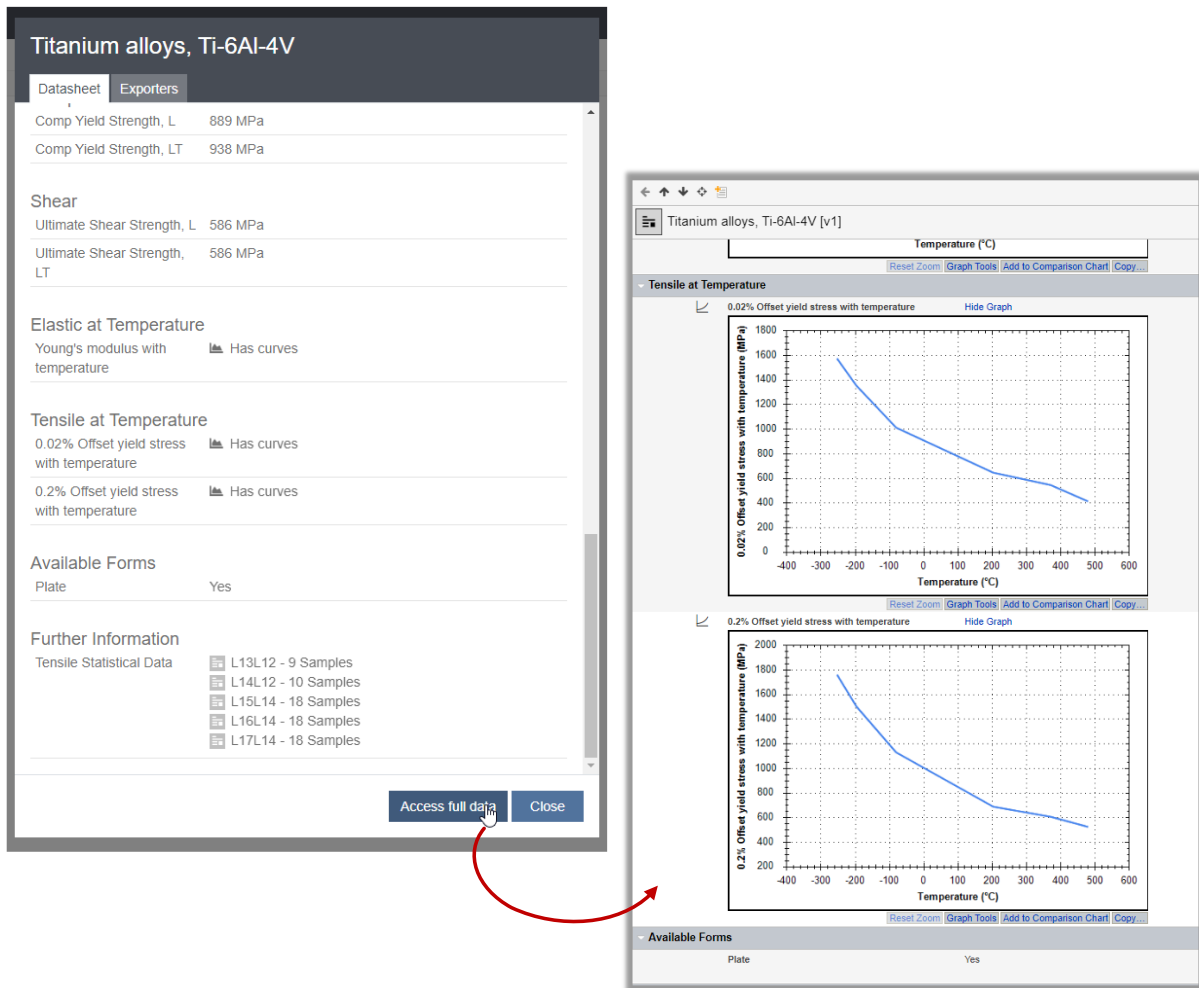 Titanium alloys, Ti-6Al-4V
Datasheet Exporters
Comp Yield Strength, L 889 MPa
Comp Yield Strength, LT 938 MPa
Shear
Ultimate Shear Strength, L 586 MPa
Ultimate Shear Strength, 586 MPa
LT
Elastic at Temperature
Young's modulus with Has curves
temperature
Tensile at Temperature
0.02% Offset yield stress Has curves
with temperature
0.2% Offset yield stress Has curves
with temperature
Available Forms
Plate Yes
Further Information
Tensile Statistical Data L13L12 - 9 Samples
L14L12 - 10 Samples
L15L14 - 18 Samples
L16L14 - 18 Samples
L17L14 - 18 Samples
Access full data Close
Titanium alloys, Ti-6Al-4V [v1]
Temperature (°C)
Reset Zoom Graph Tools Add to Comparison Chart Copy...
Tensile at Temperature
0.02% Offset yield stress with temperature Hide Graph
0.02% Offset yield stress with temperature (MPa)
1800
1600
1400
1200
1000
800
600
400
200
0
-400 -300 -200 -100 0 100 200 300 400 500 600
Temperature (°C)
Reset Zoom Graph Tools Add to Comparison Chart Copy...
0.2% Offset yield stress with temperature Hide Graph
0.2% Offset yield stress with temperature (MPa)
2000
1800
1600
1400
1200
1000
800
600
400
200
-400 -300 -200 -100 0 100 200 300 400 500 600
Temperature (°C)
Reset Zoom Graph Tools Add to Comparison Chart Copy...
Available Forms
Plate Yes